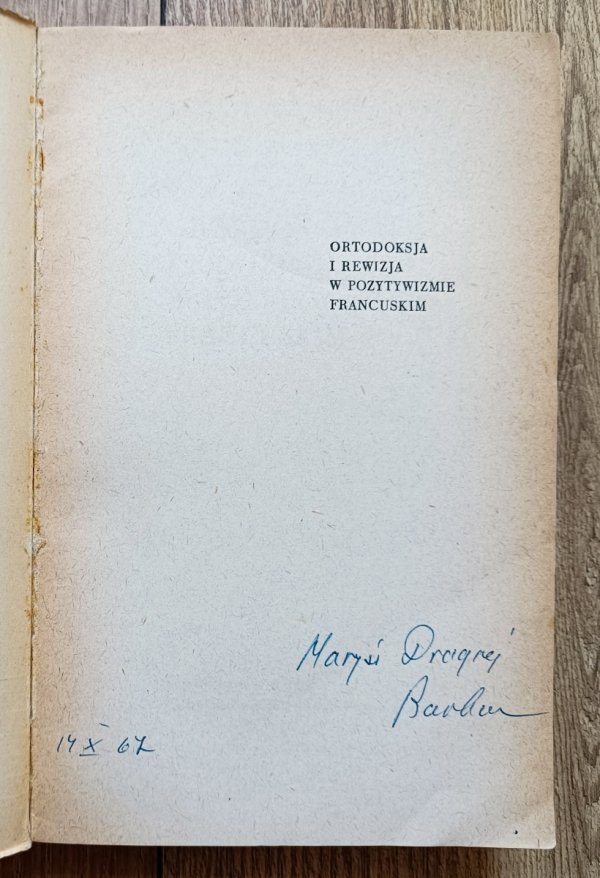 ORTODOKSJA
I REWIZJA
W POZYTYWIZMIE
FRANCUSKIM
Marysi Drogiej
14 X 67